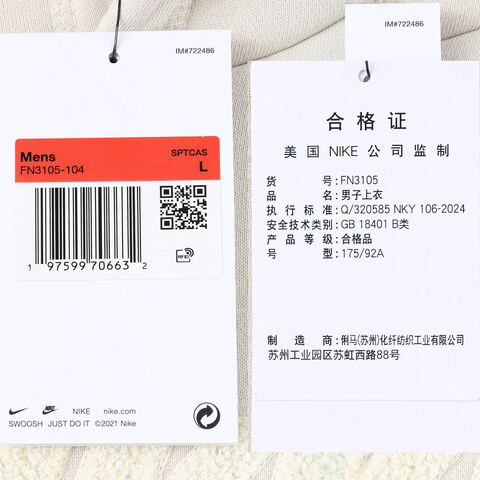 IM#722486
Mens
SPTCAS
FN3105-104
L
1 97599 70663 2
RFID
NIKE nike.com
SWOOSH JUST DO IT ©2021 Nike
IM#722486
合格证
美国 NIKE 公司监制
货 号:FN3105
品 名:男子上衣
执行标准:Q/320585 NKY 106-2024
安全技术类别:GB 18401 B类
产品等级:合格品
号 型:175/92A
制造商:俐马(苏州)化纤纺织工业有限公司
苏州工业园区苏虹西路88号